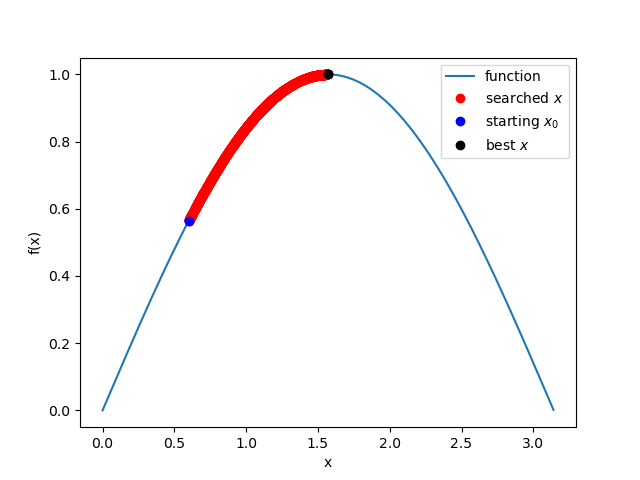 1.0
0.8
0.6
0.4
0.2
0.0
f(x)
0.0 0.5 1.0 1.5 2.0 2.5 3.0
x
function
searched x
starting x₀
best x